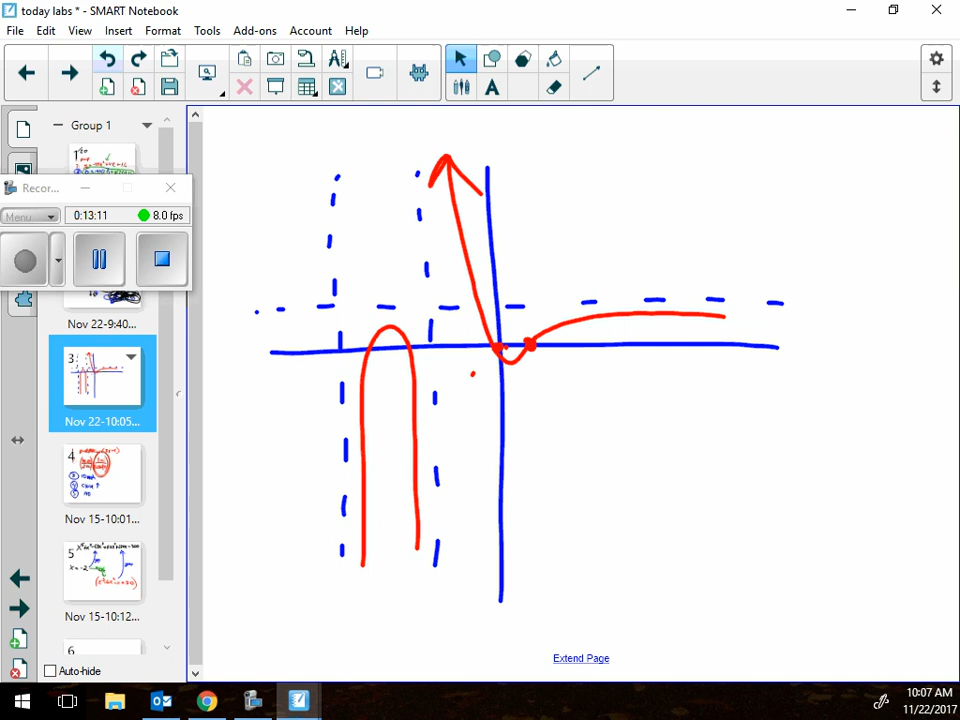 today labs * - SMART Notebook
File Edit View Insert Format Tools Add-ons Account Help
Group 1
Recor...
Menu
0:13:11 8.0 fps
Nov 22-9:40...
3
Nov 22-10:05...
4
Nov 15-10:01...
5
Nov 15-10:12...
6
Auto-hide
Extend Page
10:07 AM
11/22/2017